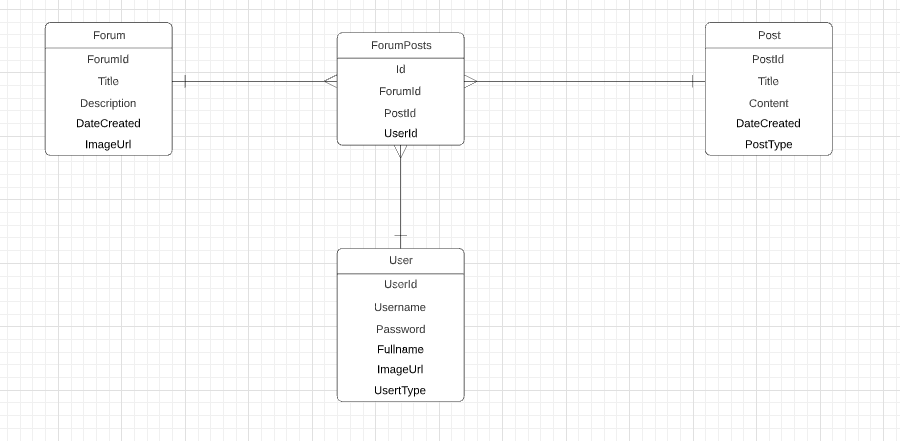 Forum
ForumId
Title
Description
DateCreated
ImageUrl
ForumPosts
Id
ForumId
PostId
UserId
Post
PostId
Title
Content
DateCreated
PostType
User
UserId
Username
Password
Fullname
ImageUrl
UsertType